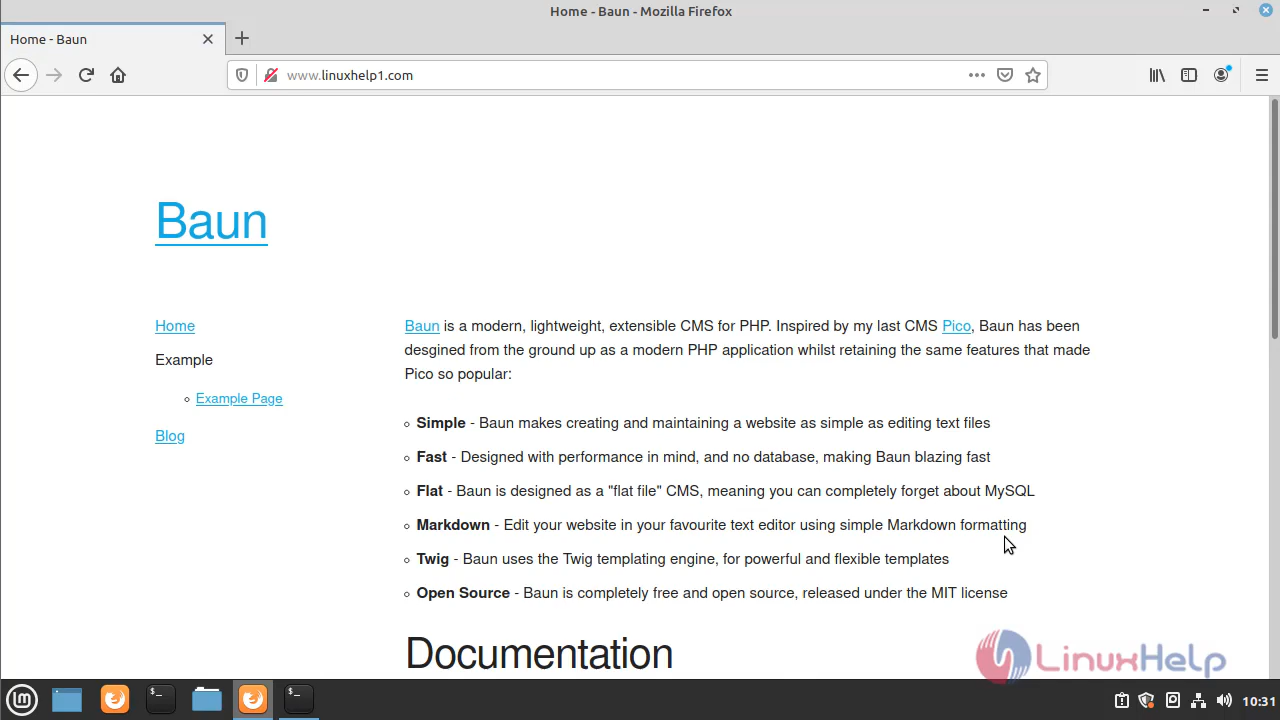 Home - Baun - Mozilla Firefox
Home - Baun
www.linuxhelp1.com
Baun
Home
Example
Example Page
Blog
Baun is a modern, lightweight, extensible CMS for PHP. Inspired by my last CMS Pico, Baun has been
desgined from the ground up as a modern PHP application whilst retaining the same features that made
Pico so popular:
Simple - Baun makes creating and maintaining a website as simple as editing text files
Fast - Designed with performance in mind, and no database, making Baun blazing fast
Flat - Baun is designed as a "flat file" CMS, meaning you can completely forget about MySQL
Markdown - Edit your website in your favourite text editor using simple Markdown formatting
Twig - Baun uses the Twig templating engine, for powerful and flexible templates
Open Source - Baun is completely free and open source, released under the MIT license
Documentation
LinuxHelp
$_
$_
10:31